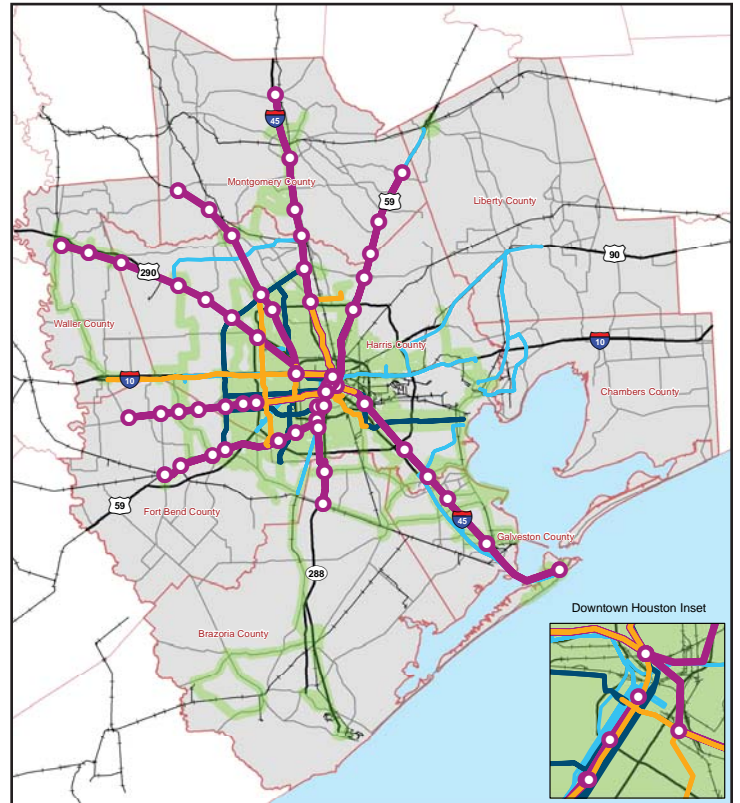 45
Montgomery County
59
Liberty County
290
90
Waller County
Harris County
10
10
Chambers County
59
Fort Bend County
45
Galveston County
288
Downtown Houston Inset
Brazoria County